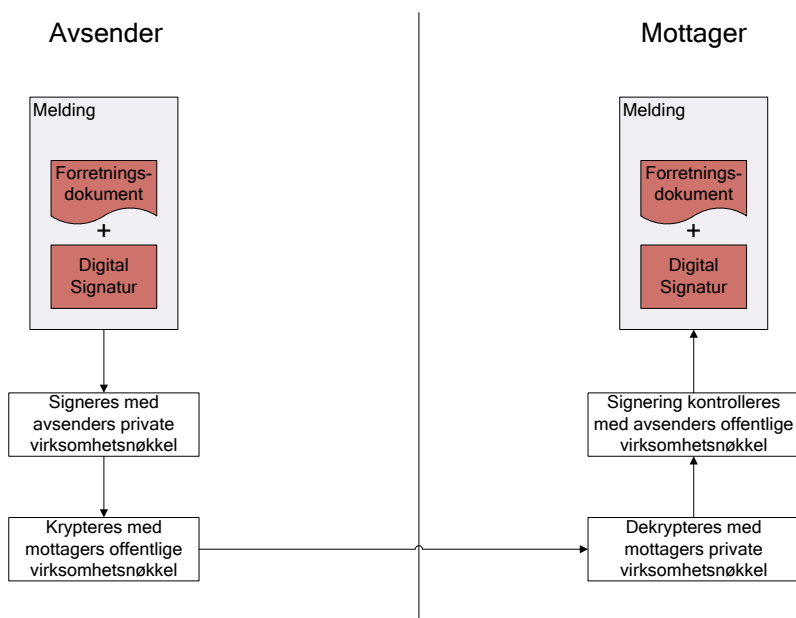 Avsender
Melding
Forretnings-
dokument
+
Digital
Signatur
Signeres med
avsenders private
virksomhetsnøkkel
Krypteres med
mottagers offentlige
virksomhetsnøkkel
Mottager
Melding
Forretnings-
dokument
+
Digital
Signatur
Signering kontrolleres
med avsenders offentlige
virksomhetsnøkkel
Dekrypteres med
mottagers private
virksomhetsnøkkel